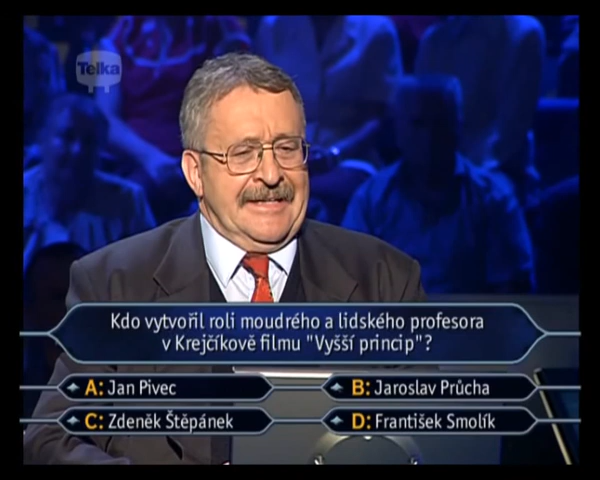 Telka
Kdo vytvořil roli moudrého a lidského profesora
v Krejčíkově filmu "Vyšší princip"?
A: Jan Pivec
B: Jaroslav Průcha
C: Zdeněk Štěpánek
D: František Smolík